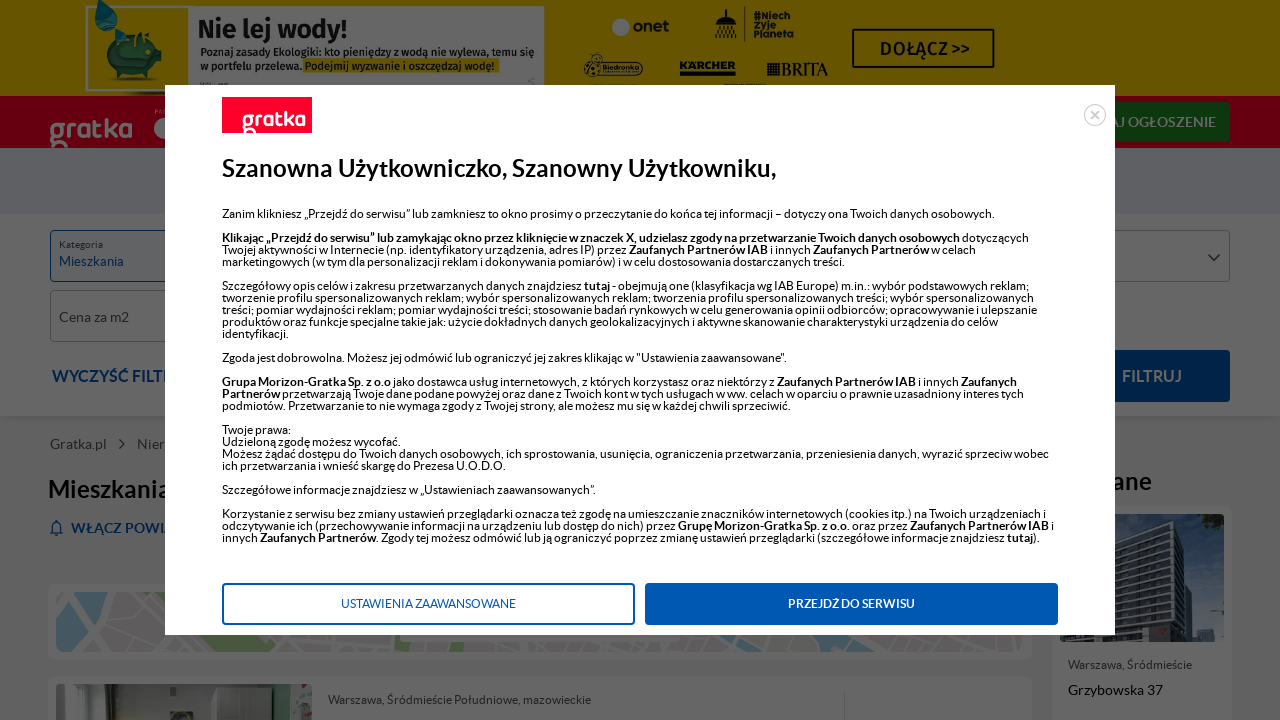 Nie lej wody!
Poznaj zasady Ekologiki: kto pieniędzy z wodą nie wylewa, temu się
w portfelu przelewa. Podejmij wyzwanie i oszczędzaj wodę!
onet
#Niech
Żyje
Planeta
Biedronka
KÄRCHER
BRITA
DOŁĄCZ >>
gratka
AJ OGŁOSZENIE
gratka
Szanowna Użytkowniczko, Szanowny Użytkowniku,
Zanim klikniesz „Przejdź do serwisu” lub zamkniesz to okno prosimy o przeczytanie do końca tej informacji – dotyczy ona Twoich danych osobowych.
Klikając „Przejdź do serwisu” lub zamykając okno przez kliknięcie w znaczek X, udzielasz zgody na przetwarzanie Twoich danych osobowych dotyczących
Twojej aktywności w Internecie (np. identyfikatory urządzenia, adres IP) przez Zaufanych Partnerów IAB i innych Zaufanych Partnerów w celach
marketingowych (w tym dla personalizacji reklam i dokonywania pomiarów) i w celu dostosowania dostarczanych treści.
Szczegółowy opis celów i zakresu przetwarzanych danych znajdziesz tutaj - obejmują one (klasyfikacja wg IAB Europe) m.in.: wybór podstawowych reklam;
tworzenie profilu spersonalizowanych reklam; wybór spersonalizowanych reklam; tworzenia profilu spersonalizowanych treści; wybór spersonalizowanych
treści; pomiar wydajności reklam; pomiar wydajności treści; stosowanie badań rynkowych w celu generowania opinii odbiorców; opracowywanie i ulepszanie
produktów oraz funkcje specjalne takie jak: użycie dokładnych danych geolokalizacyjnych i aktywne skanowanie charakterystyki urządzenia do celów
identyfikacji.
Zgoda jest dobrowolna. Możesz jej odmówić lub ograniczyć jej zakres klikając w "Ustawienia zaawansowane".
Grupa Morizon-Gratka Sp. z o.o jako dostawca usług internetowych, z których korzystasz oraz niektórzy z Zaufanych Partnerów IAB i innych Zaufanych
Partnerów przetwarzają Twoje dane podane powyżej oraz dane z Twoich kont w tych usługach w ww. celach w oparciu o prawnie uzasadniony interes tych
podmiotów. Przetwarzanie to nie wymaga zgody z Twojej strony, ale możesz mu się w każdej chwili sprzeciwić.
Twoje prawa:
Udzieloną zgodę możesz wycofać.
Możesz żądać dostępu do Twoich danych osobowych, ich sprostowania, usunięcia, ograniczenia przetwarzania, przeniesienia danych, wyrazić sprzeciw wobec
ich przetwarzania i wnieść skargę do Prezesa U.O.D.O.
Szczegółowe informacje znajdziesz w „Ustawieniach zaawansowanych”.
Korzystanie z serwisu bez zmiany ustawień przeglądarki oznacza też zgodę na umieszczanie znaczników internetowych (cookies itp.) na Twoich urządzeniach i
odczytywanie ich (przechowywanie informacji na urządzeniu lub dostęp do nich) przez Grupę Morizon-Gratka Sp. z o.o. oraz przez Zaufanych Partnerów IAB i
innych Zaufanych Partnerów. Zgody tej możesz odmówić lub ją ograniczyć poprzez zmianę ustawień przeglądarki (szczegółowe informacje znajdziesz tutaj).
USTAWIENIA ZAAWANSOWANE
PRZEJDŹ DO SERWISU
Kategoria
Mieszkania
Cena za m2
WYCZYŚĆ FILT
FILTRUJ
Gratka.pl
Nier
Mieszkania
ane
WŁĄCZ POWI
Warszawa, Śródmieście
Grzybowska 37
Warszawa, Śródmieście Południowe, mazowieckie